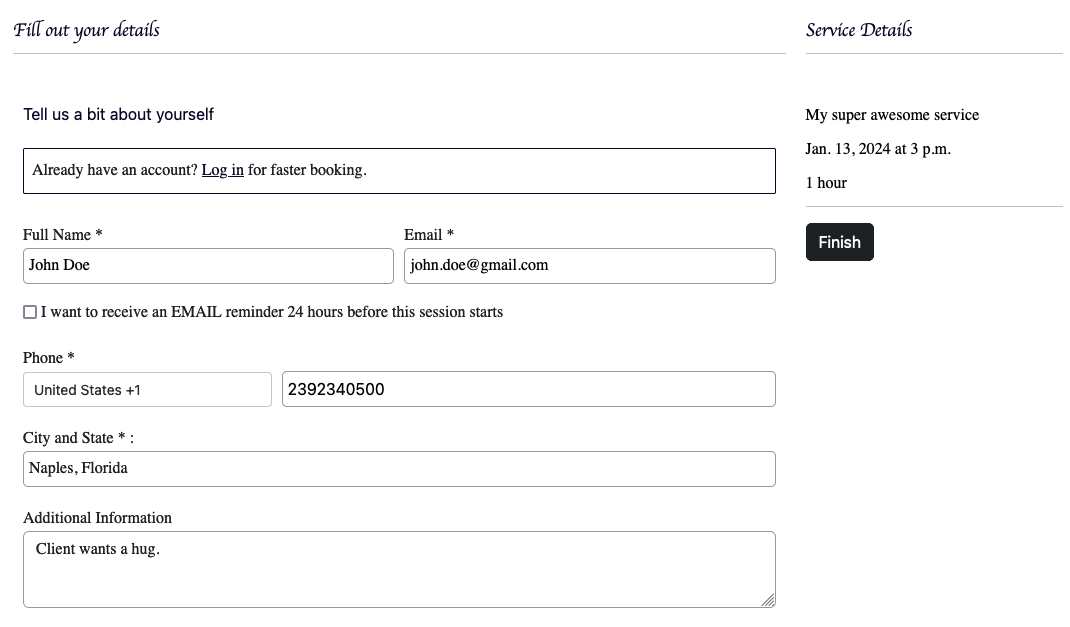 Fill out your details
Tell us a bit about yourself
Already have an account? Log in for faster booking.
Full Name *
John Doe
Email *
john.doe@gmail.com
I want to receive an EMAIL reminder 24 hours before this session starts
Phone *
United States +1
2392340500
City and State * :
Naples, Florida
Additional Information
Client wants a hug.
Service Details
My super awesome service
Jan. 13, 2024 at 3 p.m.
1 hour
Finish